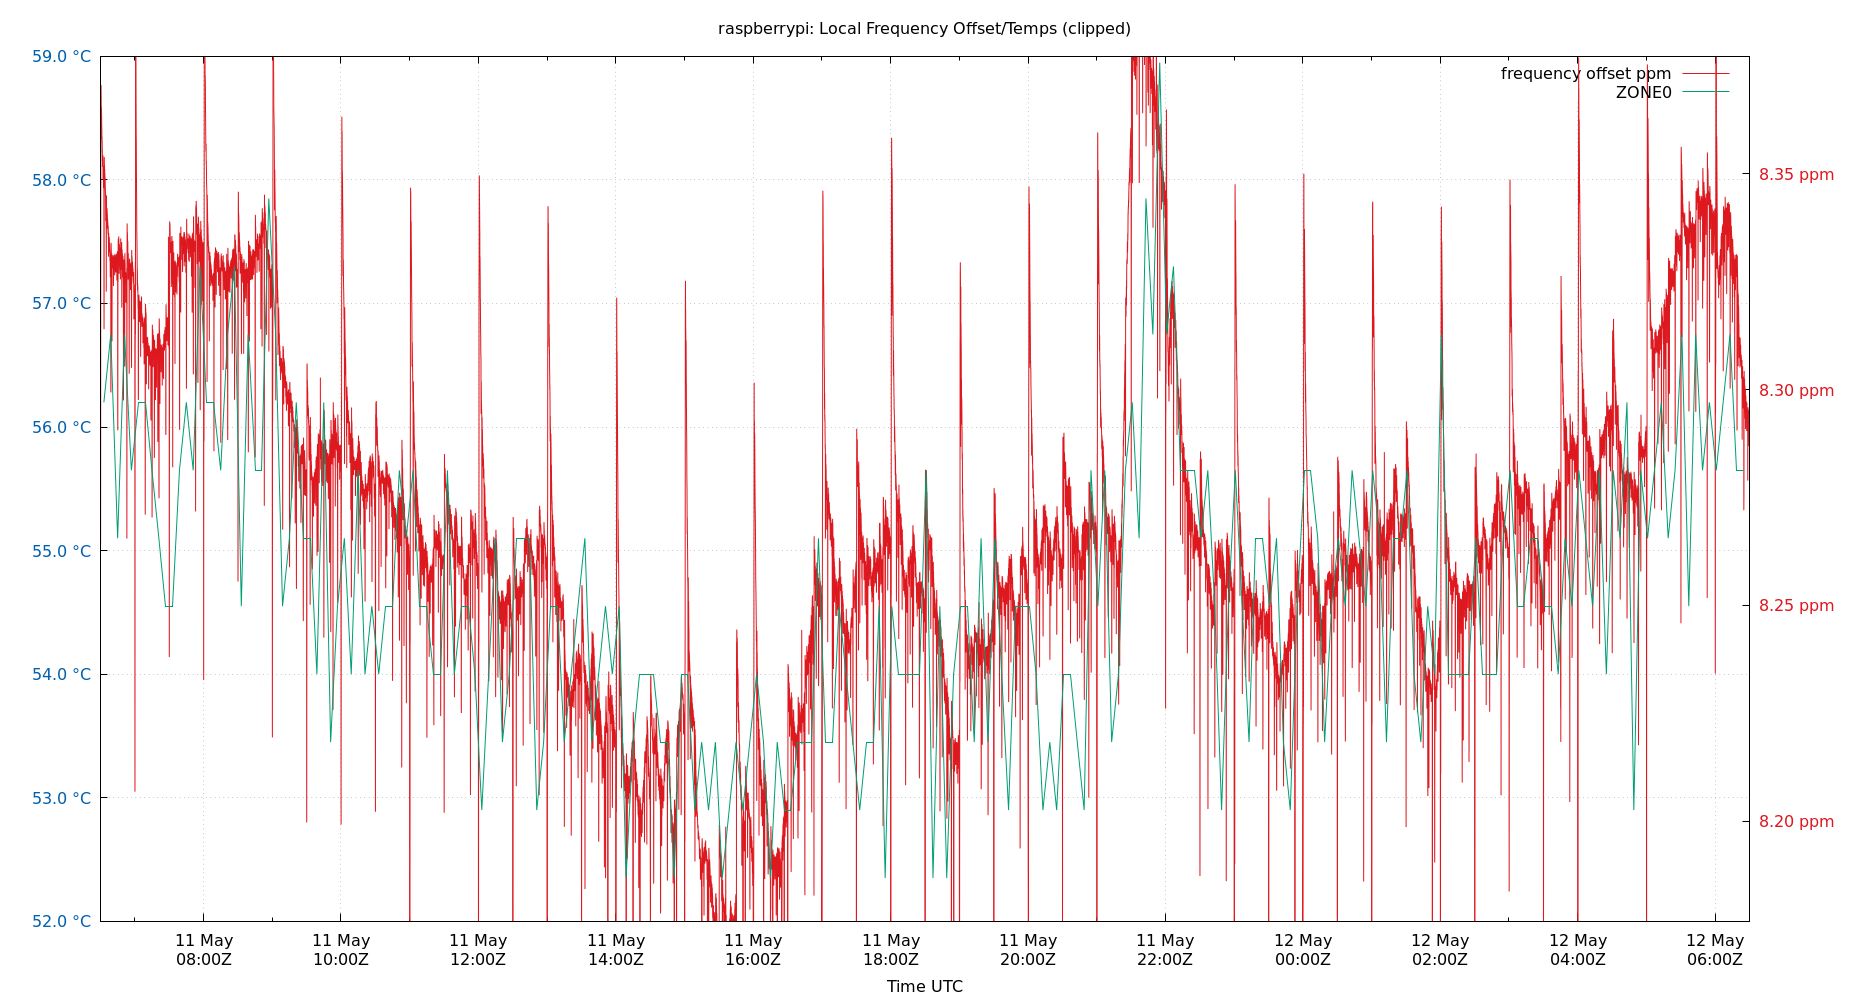 raspberrypi: Local Frequency Offset/Temps (clipped)
frequency offset ppm
ZONE0
59.0 °C
58.0 °C
57.0 °C
56.0 °C
55.0 °C
54.0 °C
53.0 °C
52.0 °C
8.35 ppm
8.30 ppm
8.25 ppm
8.20 ppm
11 May
08:00Z
11 May
10:00Z
11 May
12:00Z
11 May
14:00Z
11 May
16:00Z
11 May
18:00Z
11 May
20:00Z
11 May
22:00Z
12 May
00:00Z
12 May
02:00Z
12 May
04:00Z
12 May
06:00Z
Time UTC